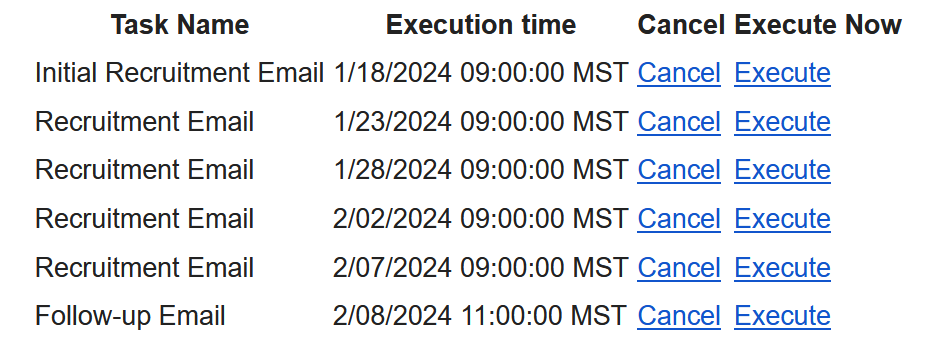 Task Name Execution time Cancel Execute Now
Initial Recruitment Email 1/18/2024 09:00:00 MST Cancel Execute
Recruitment Email 1/23/2024 09:00:00 MST Cancel Execute
Recruitment Email 1/28/2024 09:00:00 MST Cancel Execute
Recruitment Email 2/02/2024 09:00:00 MST Cancel Execute
Recruitment Email 2/07/2024 09:00:00 MST Cancel Execute
Follow-up Email 2/08/2024 11:00:00 MST Cancel Execute